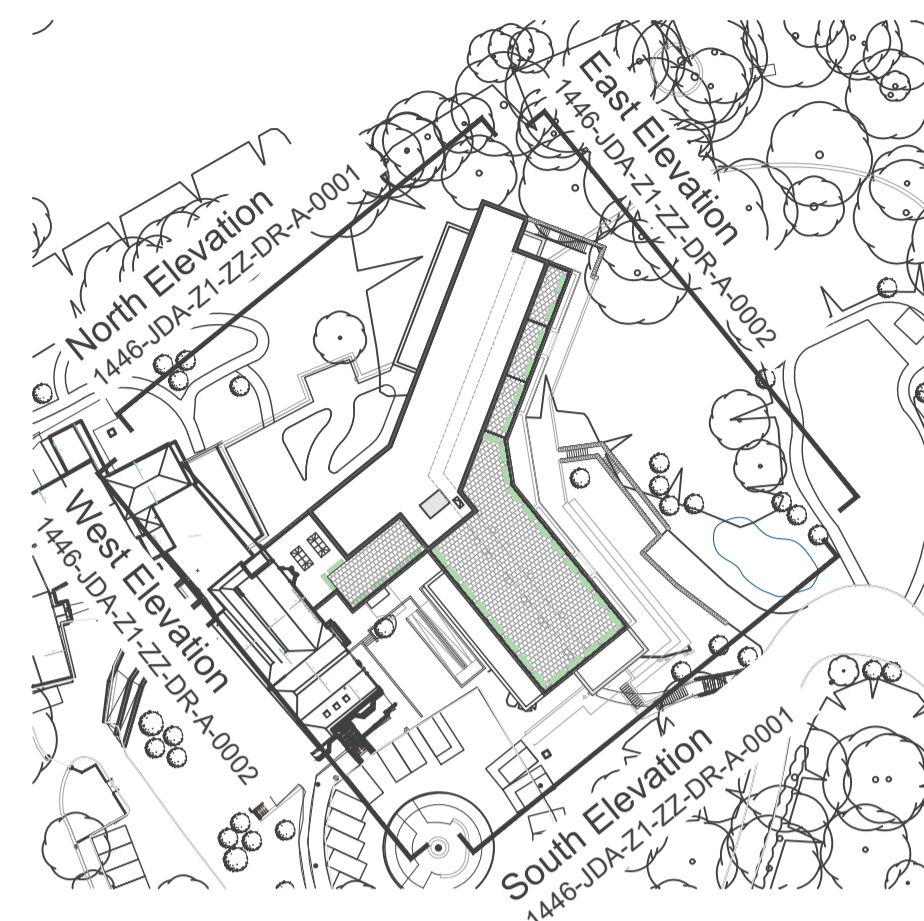 North Elevation
1446-JDA-Z1-ZZ-DR-A-0001
East Elevation
1446-JDA-Z1-ZZ-DR-A-0002
West Elevation
1446-JDA-Z1-ZZ-DR-A-0002
South Elevation
1446-JDA-Z1-ZZ-DR-A-0001